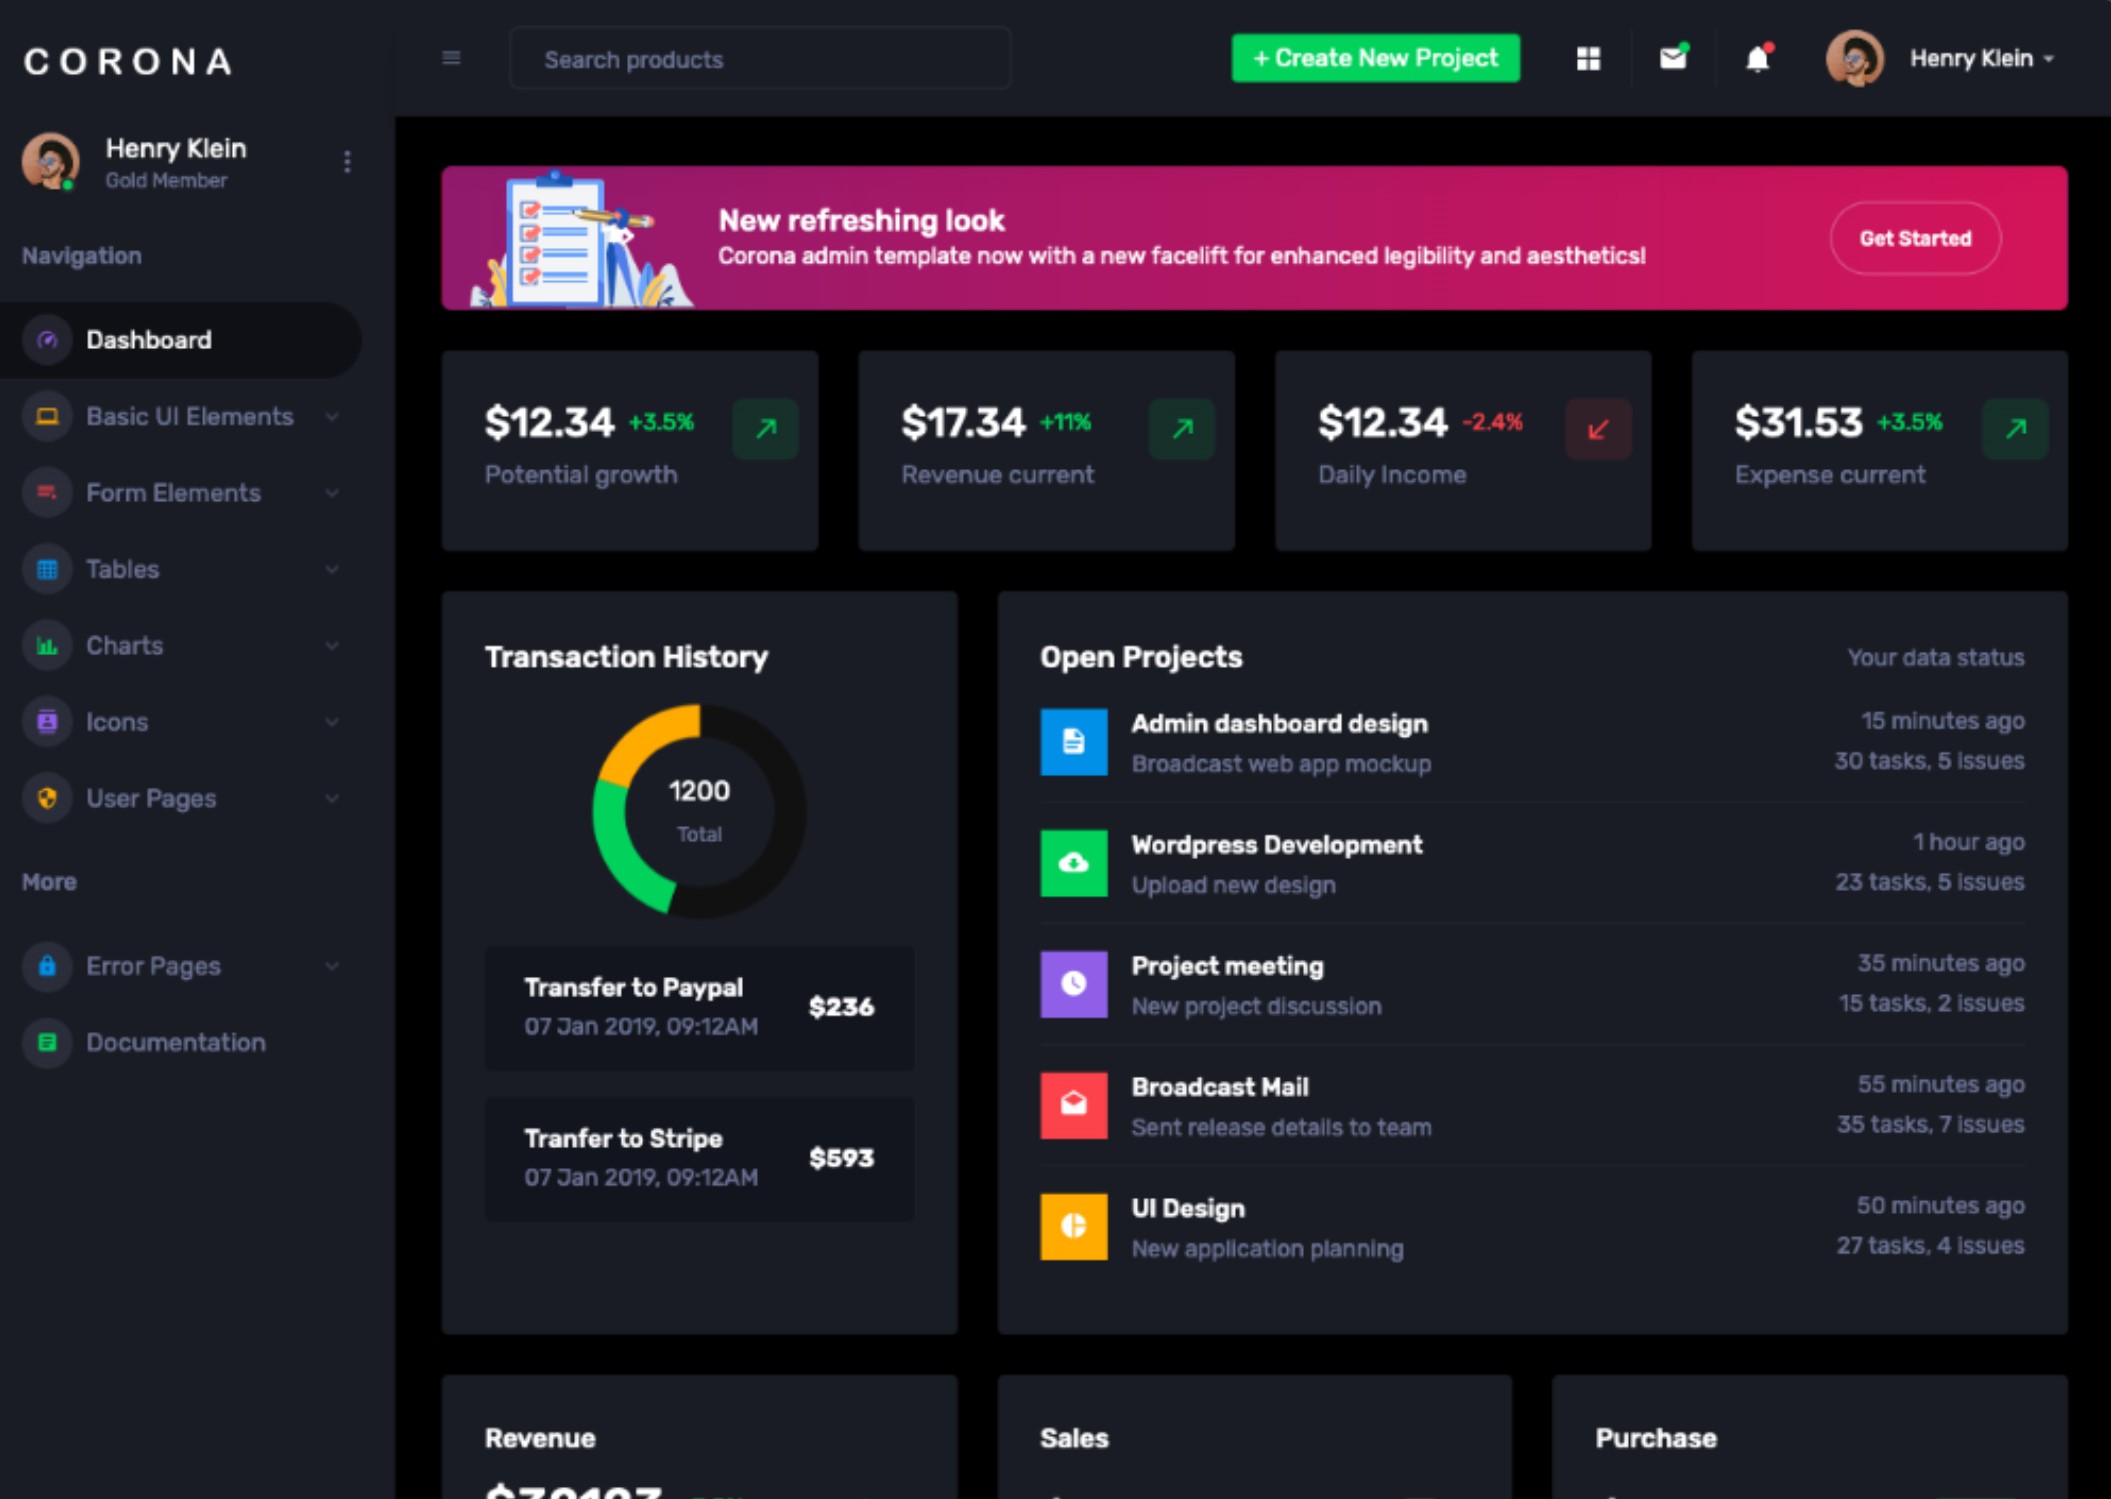 CORONA
Henry Klein
Gold Member
Navigation
Dashboard
Basic UI Elements
Form Elements
Tables
Charts
Icons
User Pages
More
Error Pages
Documentation
Search products
+ Create New Project
Henry Klein
New refreshing look
Corona admin template now with a new facelift for enhanced legibility and aesthetics!
Get Started
$12.34 +3.5%
Potential growth
$17.34 +11%
Revenue current
$12.34 -2.4%
Daily Income
$31.53 +3.5%
Expense current
Transaction History
1200
Total
Transfer to Paypal
07 Jan 2019, 09:12AM
$236
Tranfer to Stripe
07 Jan 2019, 09:12AM
$593
Open Projects
Your data status
Admin dashboard design
Broadcast web app mockup
15 minutes ago
30 tasks, 5 issues
Wordpress Development
Upload new design
1 hour ago
23 tasks, 5 issues
Project meeting
New project discussion
35 minutes ago
15 tasks, 2 issues
Broadcast Mail
Sent release details to team
55 minutes ago
35 tasks, 7 issues
UI Design
New application planning
50 minutes ago
27 tasks, 4 issues
Revenue
Sales
Purchase